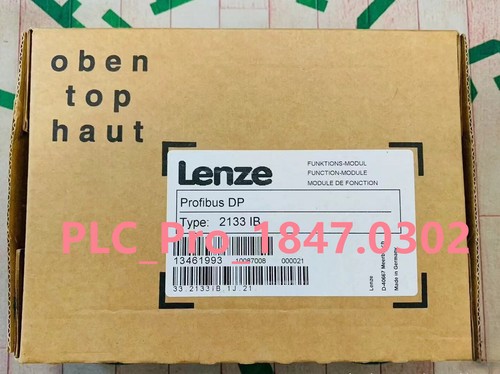 oben
top
haut
Lenze
FUNKTIONS-MODUL
FUNCTION-MODULE
MODULE DE FONCTION
Profibus DP
Type: 2133 IB
PLC_Pro_1847.0302
13461993 10087008 000021
33.2133IB.1J.21
Lenze
Made in Germany